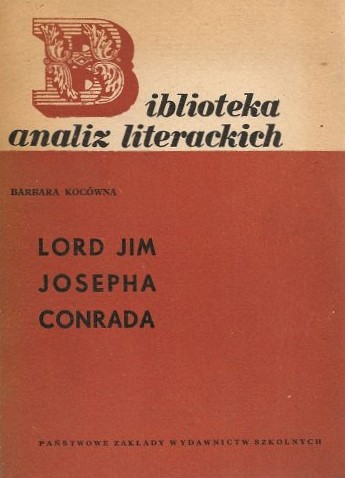 Biblioteka
analiz literackich
BARBARA KOCÓWNA
LORD JIM
JOSEPHA
CONRADA
PAŃSTWOWE ZAKŁADY WYDAWNICTW SZKOLNYCH